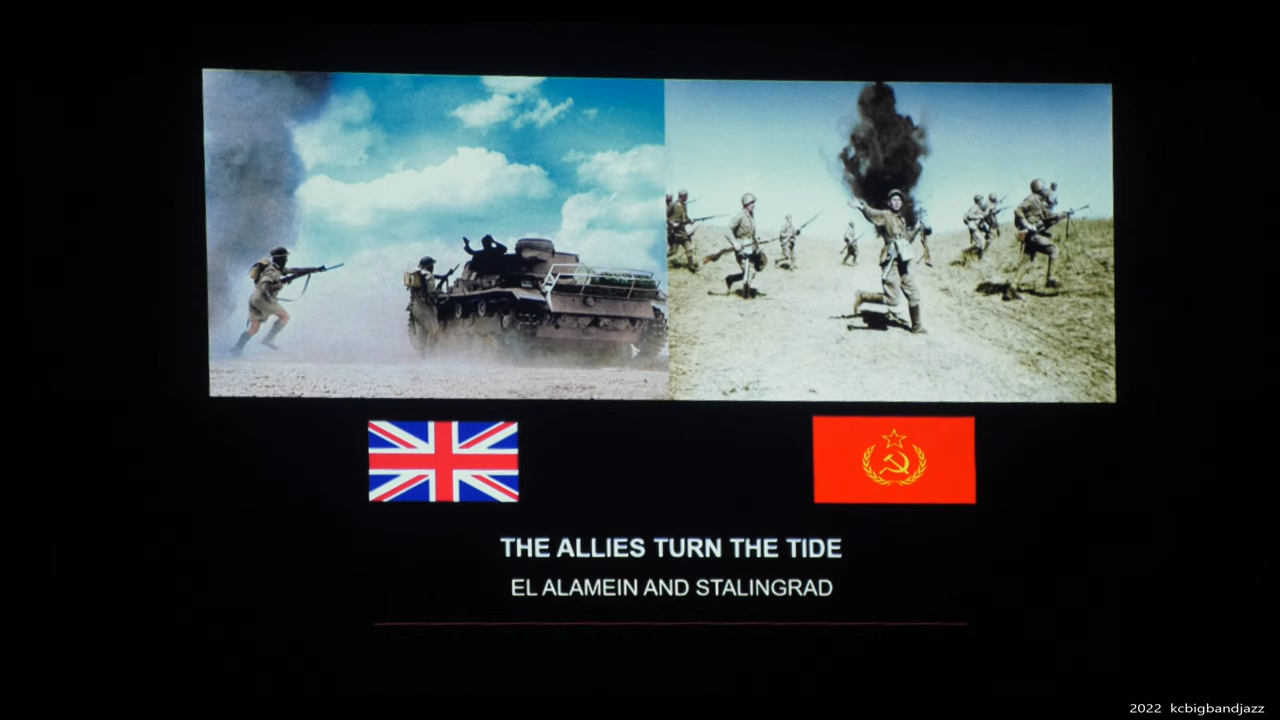 THE ALLIES TURN THE TIDE
EL ALAMEIN AND STALINGRAD
2022 kcbigbandjazz